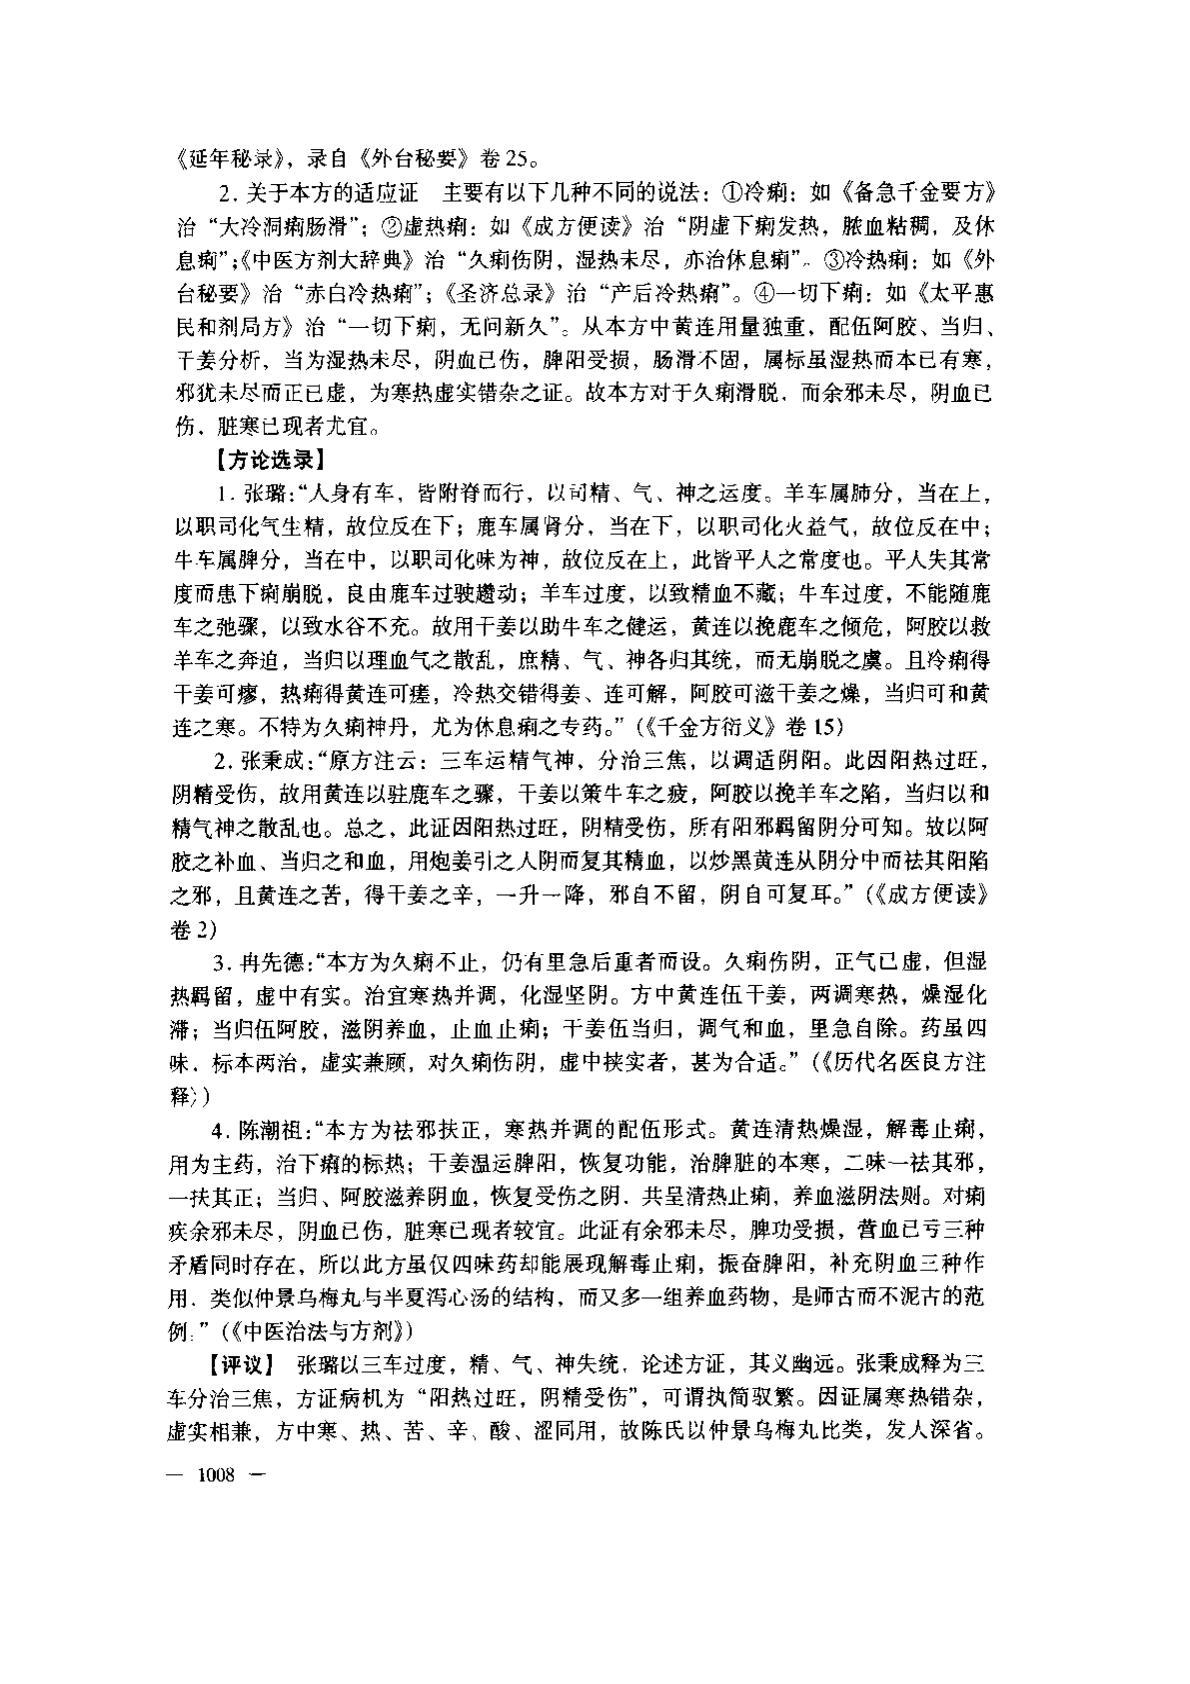 《延年秘录》，录自《外台秘要》卷25。
2. 关于本方的适应证　主要有以下几种不同的说法：①冷痢：如《备急千金要方》
治“大冷洞痢肠滑”；②虚热痢：如《成方便读》治“阴虚下痢发热，脓血粘稠，及休
息痢”；《中医方剂大辞典》治“久痢伤阴，湿热未尽，亦治休息痢”。③冷热痢：如《外
台秘要》治“赤白冷热痢”；《圣济总录》治“产后冷热痢”。④一切下痢：如《太平惠
民和剂局方》治“一切下痢，无问新久”。从本方中黄连用量独重，配伍阿胶、当归、
干姜分析，当为湿热未尽，阴血已伤，脾阳受损，肠滑不固，属标虽湿热而本已有寒，
邪犹未尽而正已虚，为寒热虚实错杂之证。故本方对于久痢滑脱，而余邪未尽，阴血已
伤，脏寒已现者尤宜。
【方论选录】
1. 张璐：“人身有车，皆附脊而行，以司精、气、神之运度。羊车属肺分，当在上，
以职司化气生精，故位反在下；鹿车属肾分，当在下，以职司化火益气，故位反在中；
牛车属脾分，当在中，以职司化味为神，故位反在上，此皆平人之常度也。平人失其常
度而患下痢崩脱，良由鹿车过驶趱动；羊车过度，以致精血不藏；牛车过度，不能随鹿
车之弛骤，以致水谷不充。故用干姜以助牛车之健运，黄连以挽鹿车之倾危，阿胶以救
羊车之奔迫，当归以理血气之散乱，庶精、气、神各归其统，而无崩脱之虞。且冷痢得
干姜可瘳，热痢得黄连可瘥，冷热交错得姜、连可解，阿胶可滋干姜之燥，当归可和黄
连之寒。不特为久痢神丹，尤为休息痢之专药。”（《千金方衍义》卷15）
2. 张秉成：“原方注云：三车运精气神，分治三焦，以调适阴阳。此因阳热过旺，
阴精受伤，故用黄连以驻鹿车之骤，干姜以策牛车之疲，阿胶以挽羊车之陷，当归以和
精气神之散乱也。总之，此证因阳热过旺，阴精受伤，所有阳邪羁留阴分可知。故以阿
胶之补血、当归之和血，用炮姜引之入阴而复其精血，以炒黑黄连从阴分中而祛其阳陷
之邪，且黄连之苦，得干姜之辛，一升一降，邪自不留，阴自可复耳。”（《成方便读》
卷2）
3. 冉先德：“本方为久痢不止，仍有里急后重者而设。久痢伤阴，正气已虚，但湿
热羁留，虚中有实。治宜寒热并调，化湿坚阴。方中黄连伍干姜，两调寒热，燥湿化
滞；当归伍阿胶，滋阴养血，止血止痢；干姜伍当归，调气和血，里急自除。药虽四
味，标本两治，虚实兼顾，对久痢伤阴，虚中挟实者，甚为合适。”（《历代名医良方注
释》）
4. 陈潮祖：“本方为祛邪扶正，寒热并调的配伍形式。黄连清热燥湿，解毒止痢，
用为主药，治下痢的标热；干姜温运脾阳，恢复功能，治脾脏的本寒，二味一祛其邪，
一扶其正；当归、阿胶滋养阴血，恢复受伤之阴，共呈清热止痢，养血滋阴法则。对痢
疾余邪未尽，阴血已伤，脏寒已现者较宜。此证有余邪未尽，脾功受损，营血已亏三种
矛盾同时存在，所以此方虽仅四味药却能展现解毒止痢，振奋脾阳，补充阴血三种作
用，类似仲景乌梅丸与半夏泻心汤的结构，而又多一组养血药物，是师古而不泥古的范
例。”（《中医治法与方剂》）
【评议】　张璐以三车过度，精、气、神失统，论述方证，其义幽远。张秉成释为三
车分治三焦，方证病机为“阳热过旺，阴精受伤”，可谓执简驭繁。因证属寒热错杂，
虚实相兼，方中寒、热、苦、辛、酸、涩同用，故陈氏以仲景乌梅丸比类，发人深省。
— 1008 —